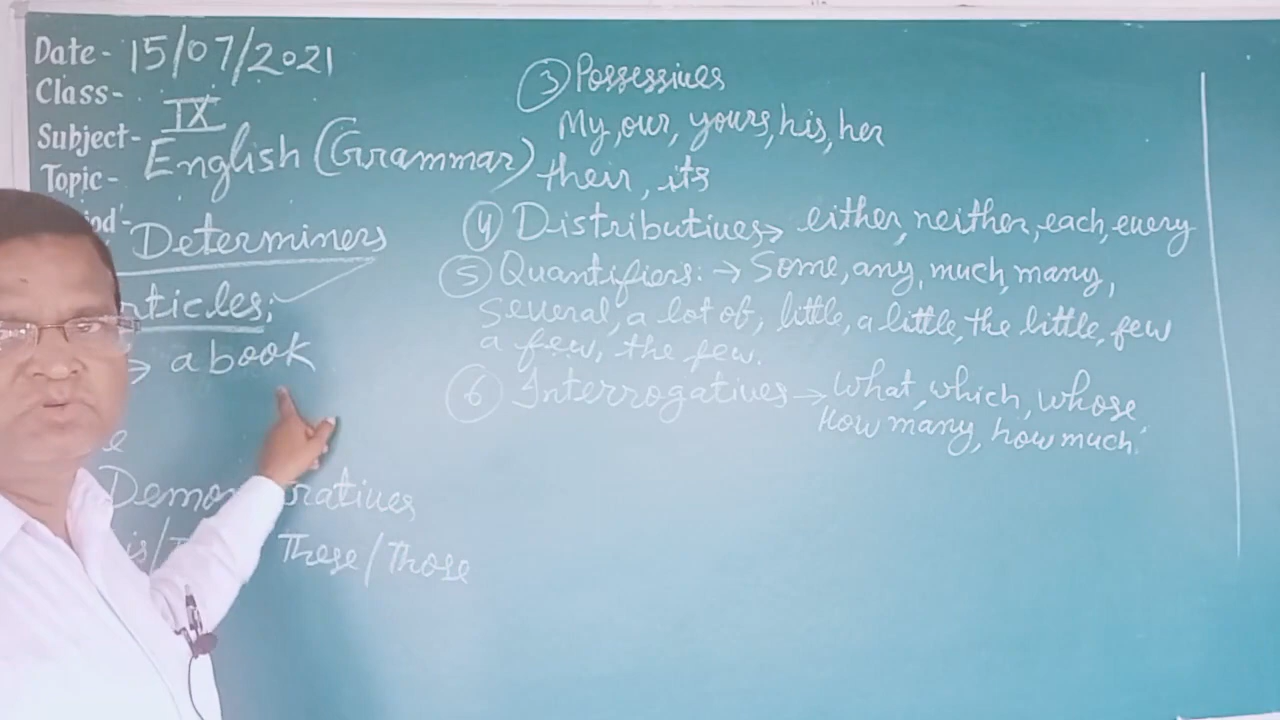 Date- 15/07/2021
Class- IX
Subject- English (Grammar)
Topic-
Determiners
rticles:
→ a book
e
These/Those
③ Possessives
My, our, yours, his, her
their, its
④ Distributives → either, neither, each, every
⑤ Quantifiers: → Some, any, much, many,
Several, a lot of, little, a little, the little, few
a few, the few.
⑥ Interrogatives → What, which, whose
How many, how much.